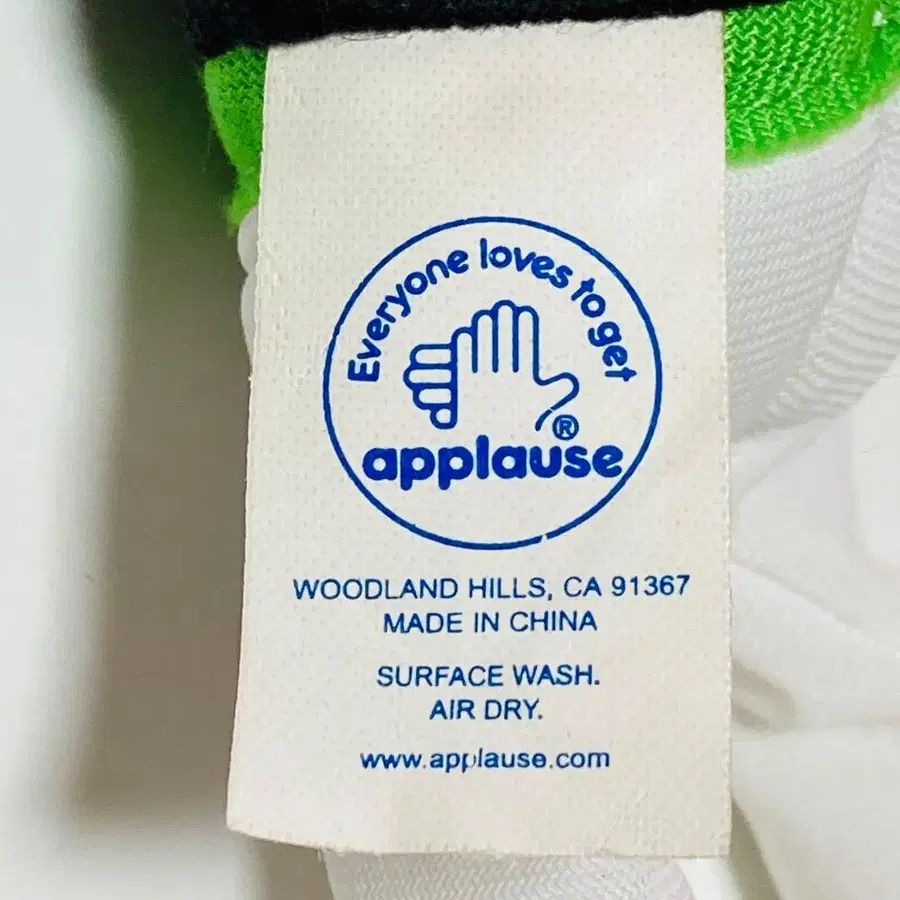 Everyone loves to get
®
applause
WOODLAND HILLS, CA 91367
MADE IN CHINA
SURFACE WASH.
AIR DRY.
www.applause.com